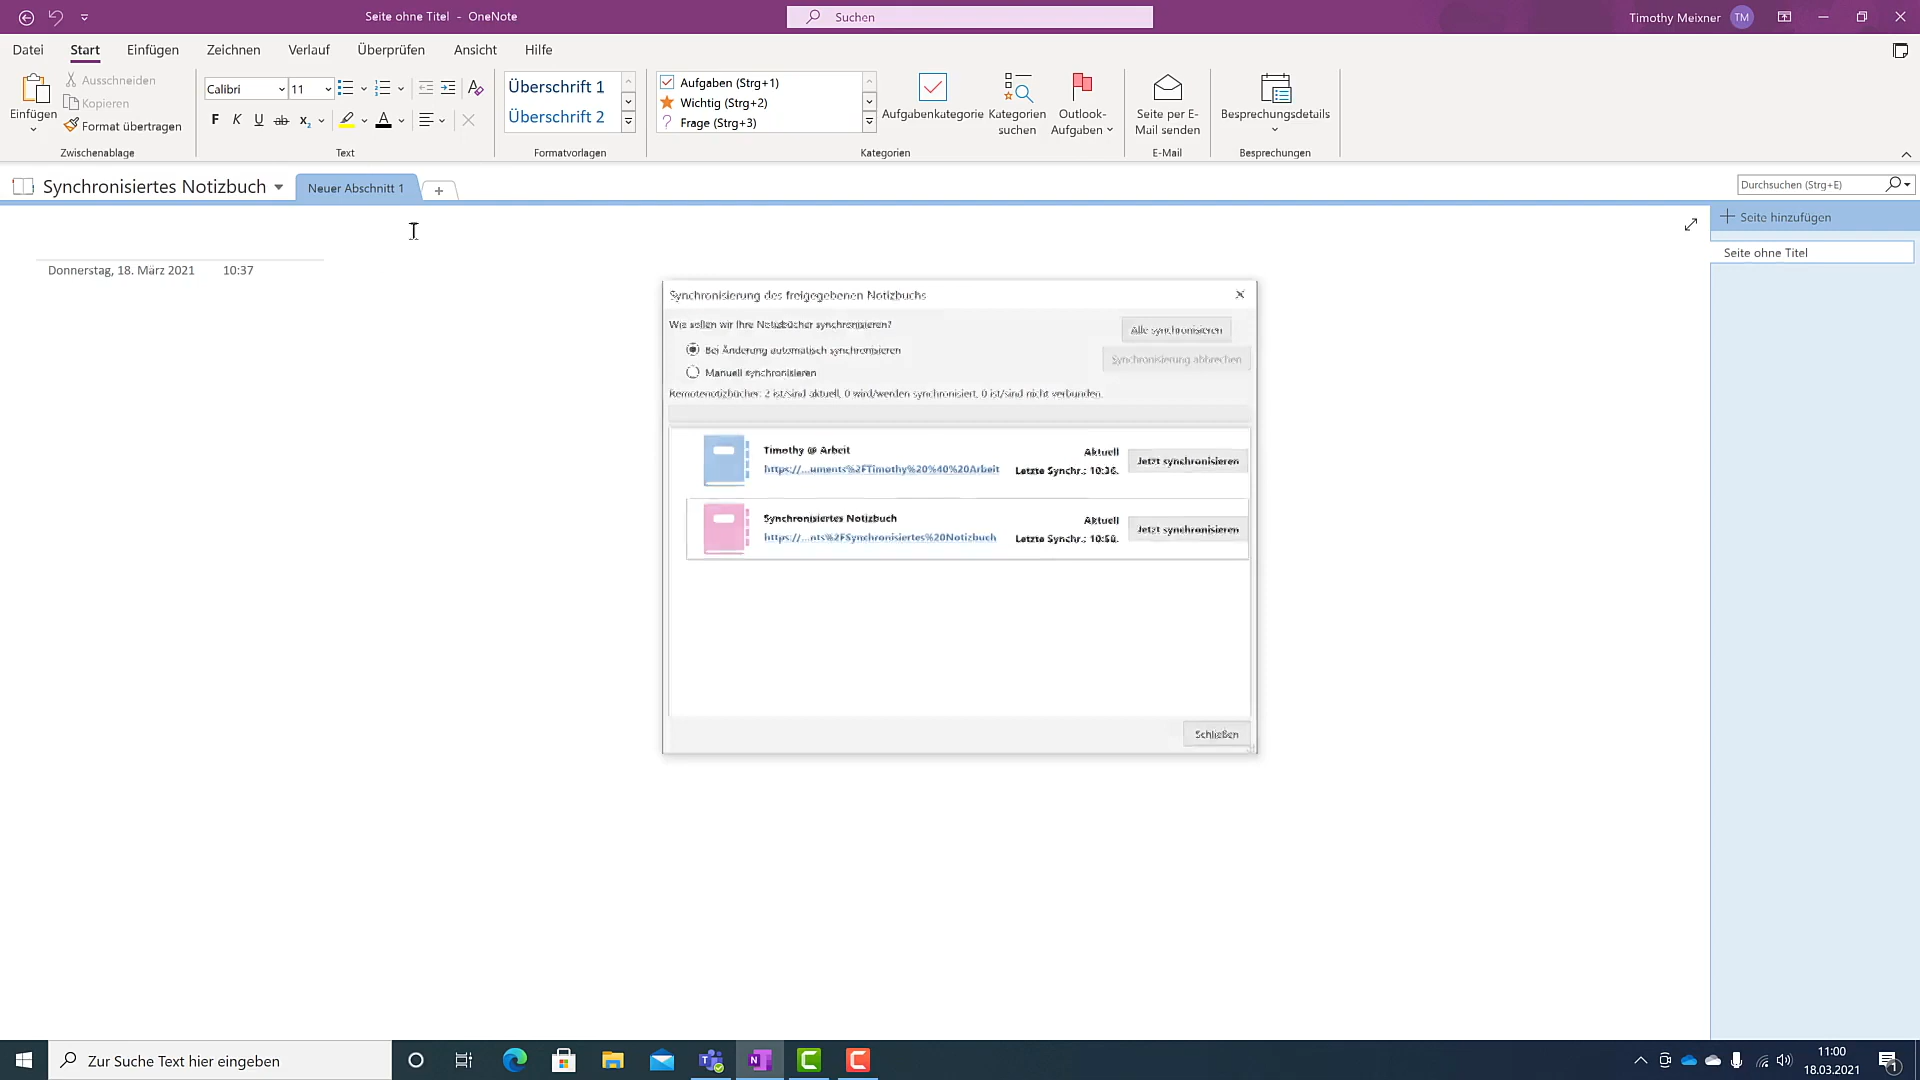 Seite ohne Titel - OneNote
Suchen
Timothy Meixner TM
Datei Start Einfügen Zeichnen Verlauf Überprüfen Ansicht Hilfe
Einfügen
Ausschneiden
Kopieren
Format übertragen
Zwischenablage
Calibri 11
F K U ab x₂ A
Text
Überschrift 1
Überschrift 2
Formatvorlagen
Aufgaben (Strg+1)
Wichtig (Strg+2)
Frage (Strg+3)
Kategorien
Aufgabenkategorie
Kategorien suchen
Outlook-Aufgaben
Seite per E-Mail senden
E-Mail
Besprechungsdetails
Besprechungen
Synchronisiertes Notizbuch
Neuer Abschnitt 1
+
Durchsuchen (Strg+E)
Seite hinzufügen
Seite ohne Titel
Donnerstag, 18. März 2021 10:37
Synchronisierung des freigegebenen Notizbuchs
Wie sollen wir Ihre Notizbücher synchronisieren?
Alle synchronisieren
Bei Änderung automatisch synchronisieren
Synchronisierung abbrechen
Manuell synchronisieren
Remotenotizbücher: 2 ist/sind aktuell, 0 wird/werden synchronisiert, 0 ist/sind nicht verbunden.
Timothy @ Arbeit
Aktuell
https://...uments%2FTimothy%20%40%20Arbeit
Letzte Synchr.: 10:36.
Jetzt synchronisieren
Synchronisiertes Notizbuch
Aktuell
https://...nts%2FSynchronisiertes%20Notizbuch
Letzte Synchr.: 10:58.
Jetzt synchronisieren
Schließen
Zur Suche Text hier eingeben
11:00
18.03.2021
1